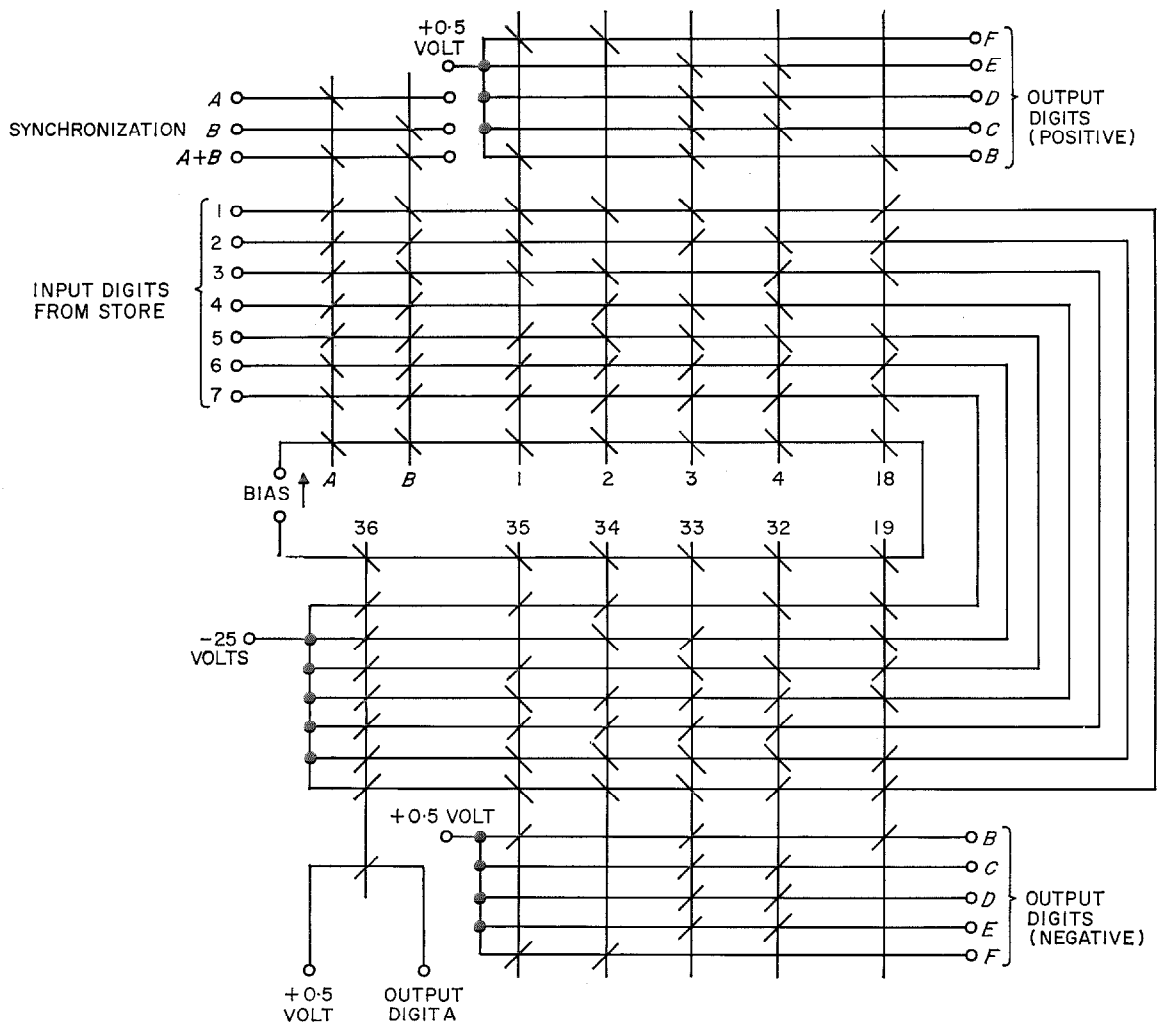 +0·5
VOLT
F
E
D
C
B
OUTPUT
DIGITS
(POSITIVE)
A
SYNCHRONIZATION B
A+B
1
2
3
4
5
6
7
INPUT DIGITS
FROM STORE
BIAS
A B 1 2 3 4 18
36 35 34 33 32 19
-25
VOLTS
+0·5 VOLT
B
C
D
E
F
OUTPUT
DIGITS
(NEGATIVE)
+0·5
VOLT
OUTPUT
DIGIT A